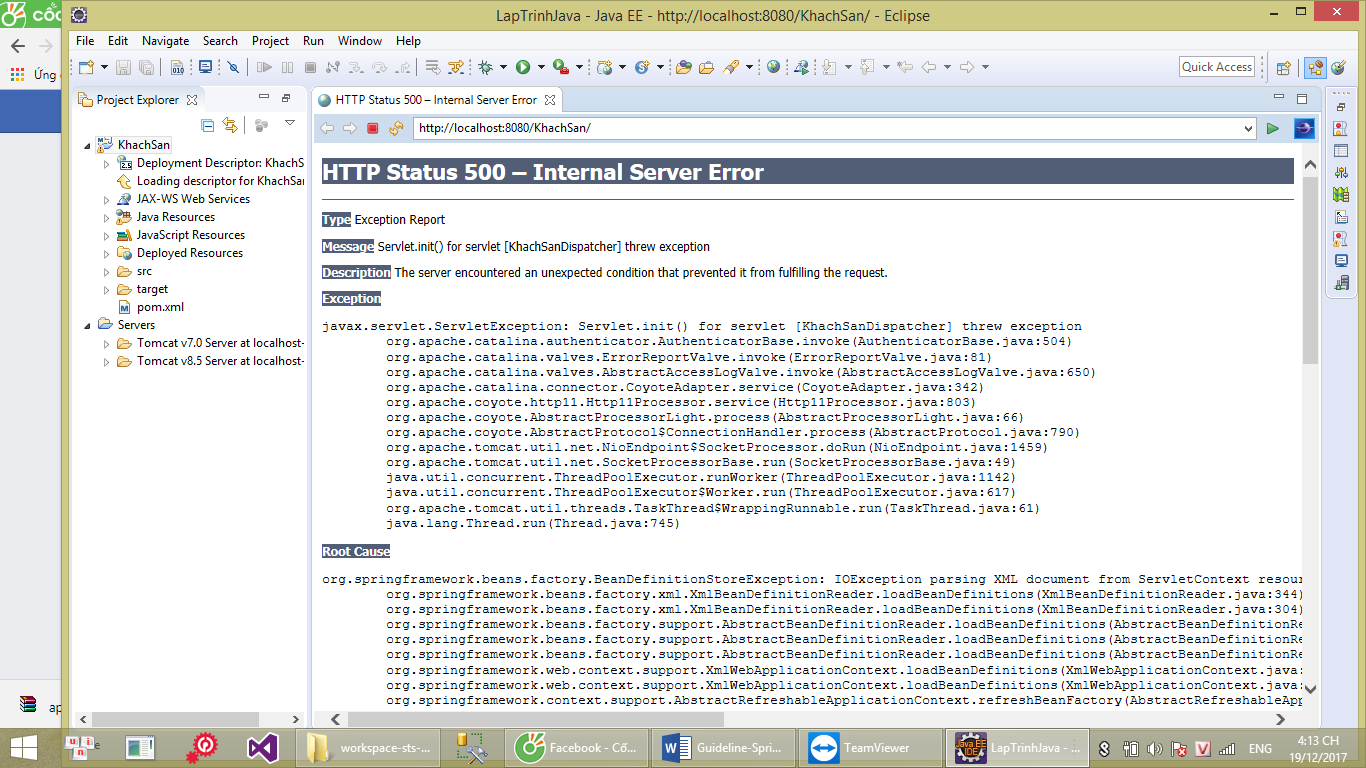 CỐC
LapTrinhJava - Java EE - http://localhost:8080/KhachSan/ - Eclipse
File Edit Navigate Search Project Run Window Help
Ứng
Quick Access
Project Explorer
HTTP Status 500 – Internal Server Error
http://localhost:8080/KhachSan/
KhachSan
Deployment Descriptor: KhachS
Loading descriptor for KhachSan
JAX-WS Web Services
Java Resources
JavaScript Resources
Deployed Resources
src
target
pom.xml
Servers
Tomcat v7.0 Server at localhost-
Tomcat v8.5 Server at localhost-
HTTP Status 500 – Internal Server Error
Type Exception Report
Message Servlet.init() for servlet [KhachSanDispatcher] threw exception
Description The server encountered an unexpected condition that prevented it from fulfilling the request.
Exception
javax.servlet.ServletException: Servlet.init() for servlet [KhachSanDispatcher] threw exception
org.apache.catalina.authenticator.AuthenticatorBase.invoke(AuthenticatorBase.java:504)
org.apache.catalina.valves.ErrorReportValve.invoke(ErrorReportValve.java:81)
org.apache.catalina.valves.AbstractAccessLogValve.invoke(AbstractAccessLogValve.java:650)
org.apache.catalina.connector.CoyoteAdapter.service(CoyoteAdapter.java:342)
org.apache.coyote.http11.Http11Processor.service(Http11Processor.java:803)
org.apache.coyote.AbstractProcessorLight.process(AbstractProcessorLight.java:66)
org.apache.coyote.AbstractProtocol$ConnectionHandler.process(AbstractProtocol.java:790)
org.apache.tomcat.util.net.NioEndpoint$SocketProcessor.doRun(NioEndpoint.java:1459)
org.apache.tomcat.util.net.SocketProcessorBase.run(SocketProcessorBase.java:49)
java.util.concurrent.ThreadPoolExecutor.runWorker(ThreadPoolExecutor.java:1142)
java.util.concurrent.ThreadPoolExecutor$Worker.run(ThreadPoolExecutor.java:617)
org.apache.tomcat.util.threads.TaskThread$WrappingRunnable.run(TaskThread.java:61)
java.lang.Thread.run(Thread.java:745)
Root Cause
org.springframework.beans.factory.BeanDefinitionStoreException: IOException parsing XML document from ServletContext resour
org.springframework.beans.factory.xml.XmlBeanDefinitionReader.loadBeanDefinitions(XmlBeanDefinitionReader.java:344)
org.springframework.beans.factory.xml.XmlBeanDefinitionReader.loadBeanDefinitions(XmlBeanDefinitionReader.java:304)
org.springframework.beans.factory.support.AbstractBeanDefinitionReader.loadBeanDefinitions(AbstractBeanDefinitionRe
org.springframework.beans.factory.support.AbstractBeanDefinitionReader.loadBeanDefinitions(AbstractBeanDefinitionRe
org.springframework.beans.factory.support.AbstractBeanDefinitionReader.loadBeanDefinitions(AbstractBeanDefinitionRe
org.springframework.web.context.support.XmlWebApplicationContext.loadBeanDefinitions(XmlWebApplicationContext.java:
org.springframework.web.context.support.XmlWebApplicationContext.loadBeanDefinitions(XmlWebApplicationContext.java:
org.springframework.context.support.AbstractRefreshableApplicationContext.refreshBeanFactory(AbstractRefreshableApp
ap
workspace-sts-...
Facebook - Cố...
Guideline-Spri...
TeamViewer
LapTrinhJava - ...
ENG
4:13 CH
19/12/2017